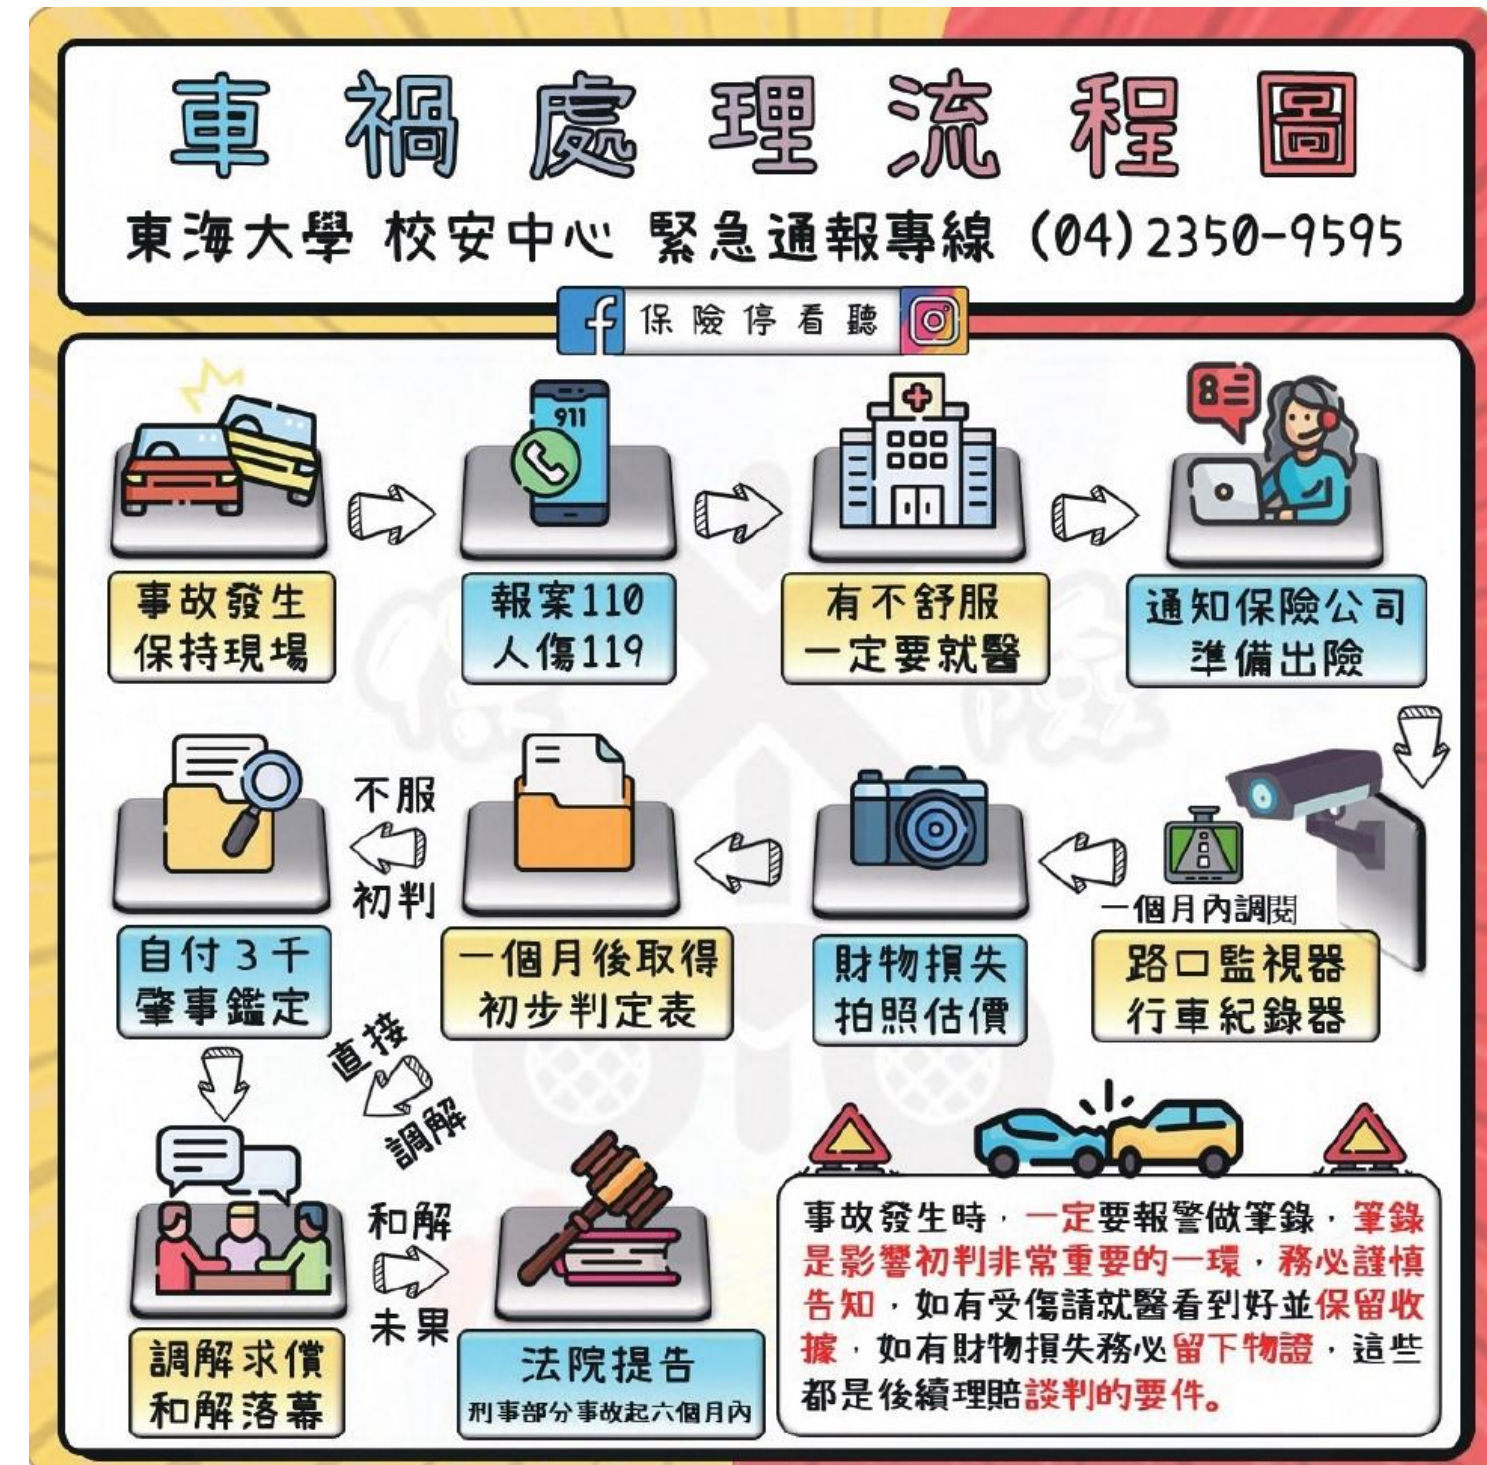 車禍處理流程圖
東海大學 校安中心 緊急通報專線 (04)2350-9595
保險停看聽
911
事故發生
保持現場
報案110
人傷119
有不舒服
一定要就醫
通知保險公司
準備出險
一個月內調閱
路口監視器
行車紀錄器
財物損失
拍照估價
一個月後取得
初步判定表
不服
初判
自付3千
肇事鑑定
直接
調解
調解求償
和解落幕
和解
未果
法院提告
刑事部分事故起六個月內
事故發生時，一定要報警做筆錄，筆錄
是影響初判非常重要的一環，務必謹慎
告知，如有受傷請就醫看到好並保留收
據，如有財物損失務必留下物證，這些
都是後續理賠談判的要件。
保 險